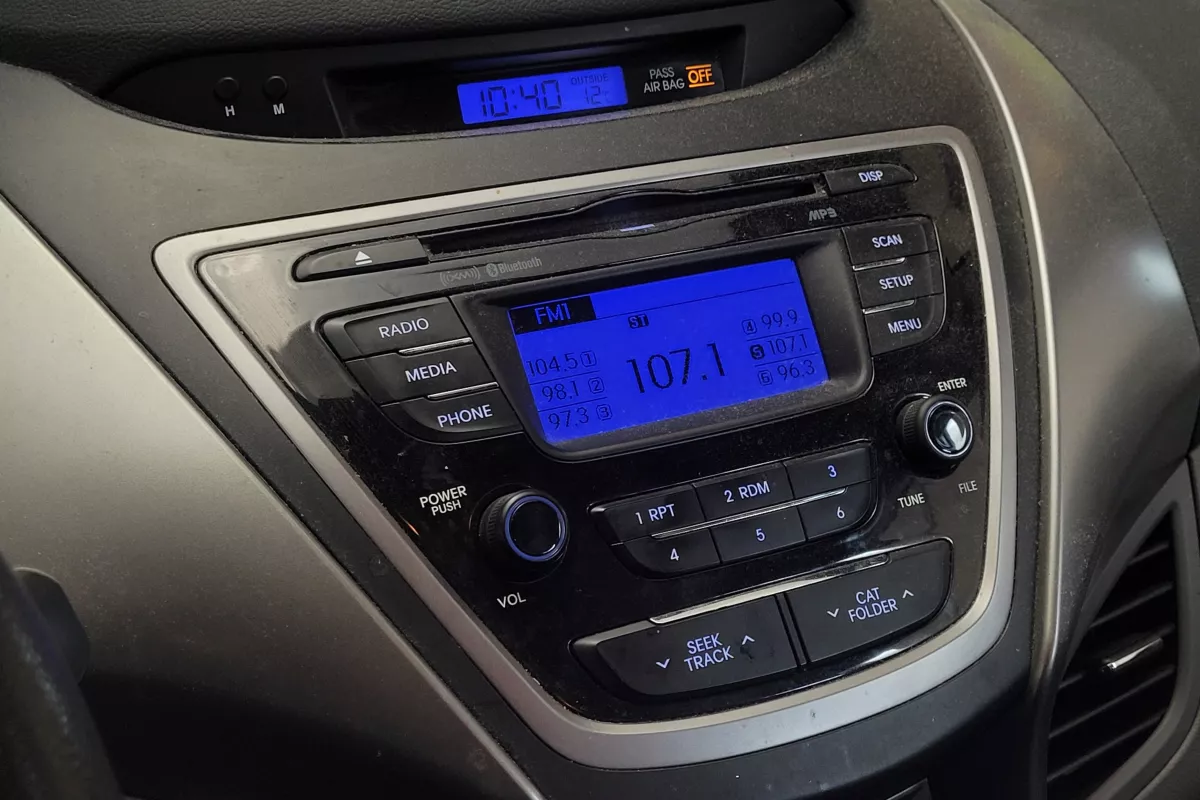 H
M
10:40
OUTSIDE
12
PASS
AIR BAG
OFF
DISP
MP3
((XM))
Bluetooth
SCAN
SETUP
MENU
RADIO
MEDIA
PHONE
FM1
ST
104.5 1
98.1 2
97.3 3
107.1
4 99.9
5 107.1
6 96.3
POWER
PUSH
VOL
ENTER
TUNE
FILE
1 RPT
2 RDM
3
4
5
6
SEEK
TRACK
CAT
FOLDER